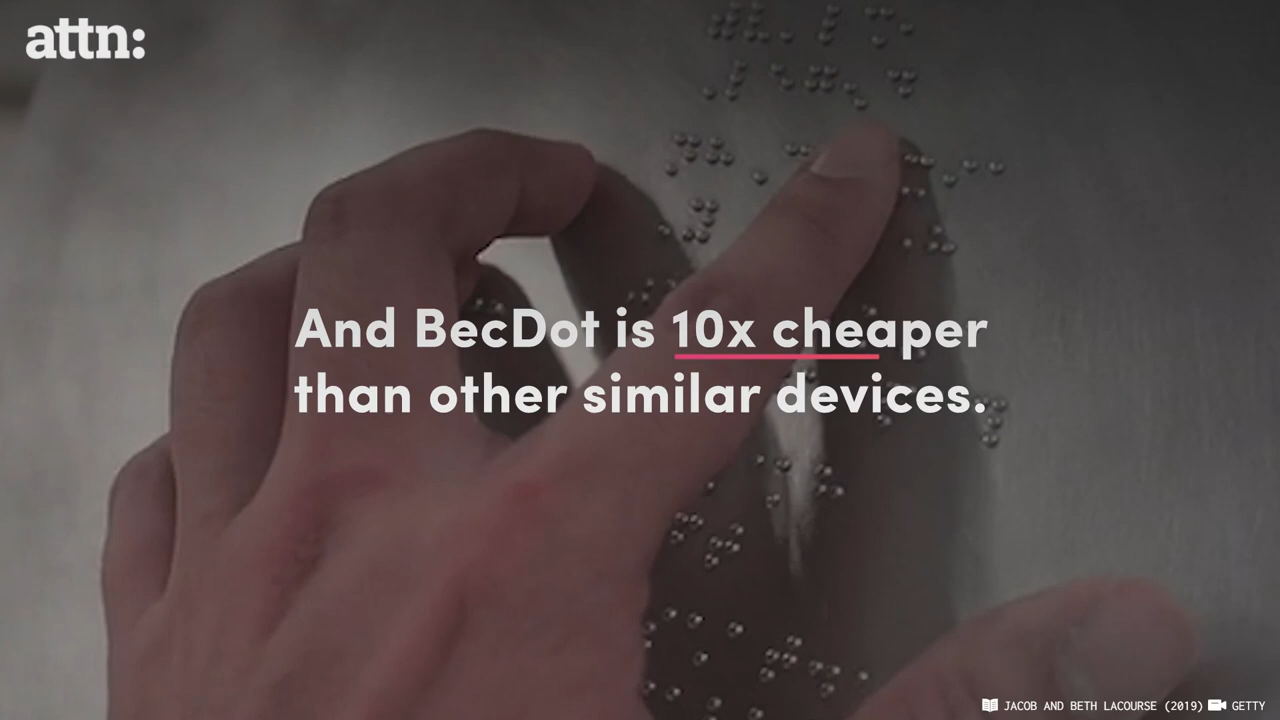 attn:
And BecDot is 10x cheaper
than other similar devices.
JACOB AND BETH LACOURSE (2019) GETTY